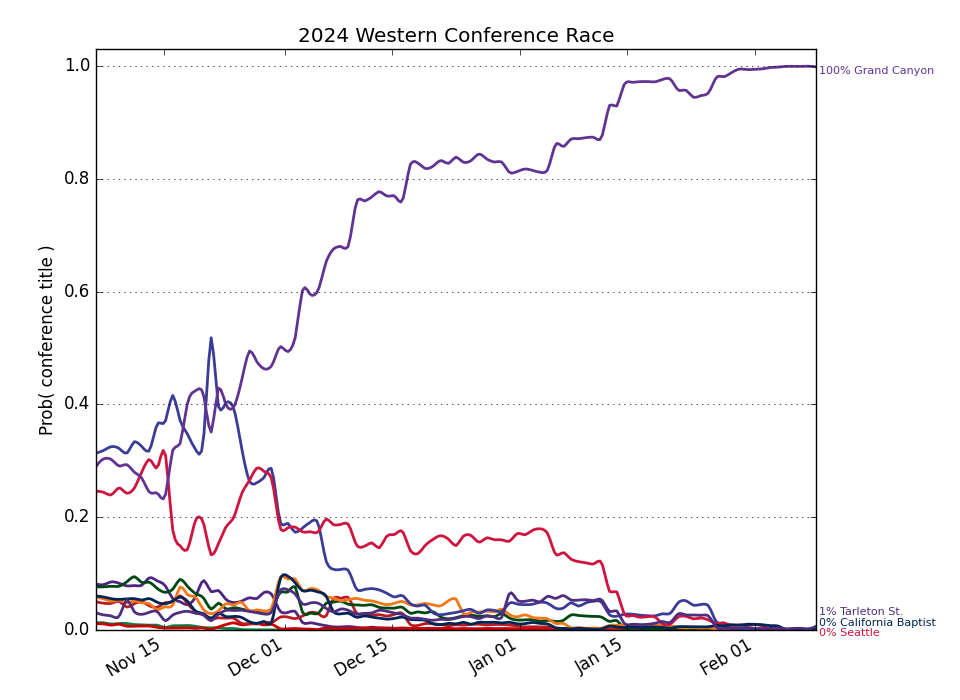 2024 Western Conference Race
Prob( conference title )
1.0
0.8
0.6
0.4
0.2
0.0
100% Grand Canyon
1% Tarleton St.
0% California Baptist
0% Seattle
Nov 15
Dec 01
Dec 15
Jan 01
Jan 15
Feb 01